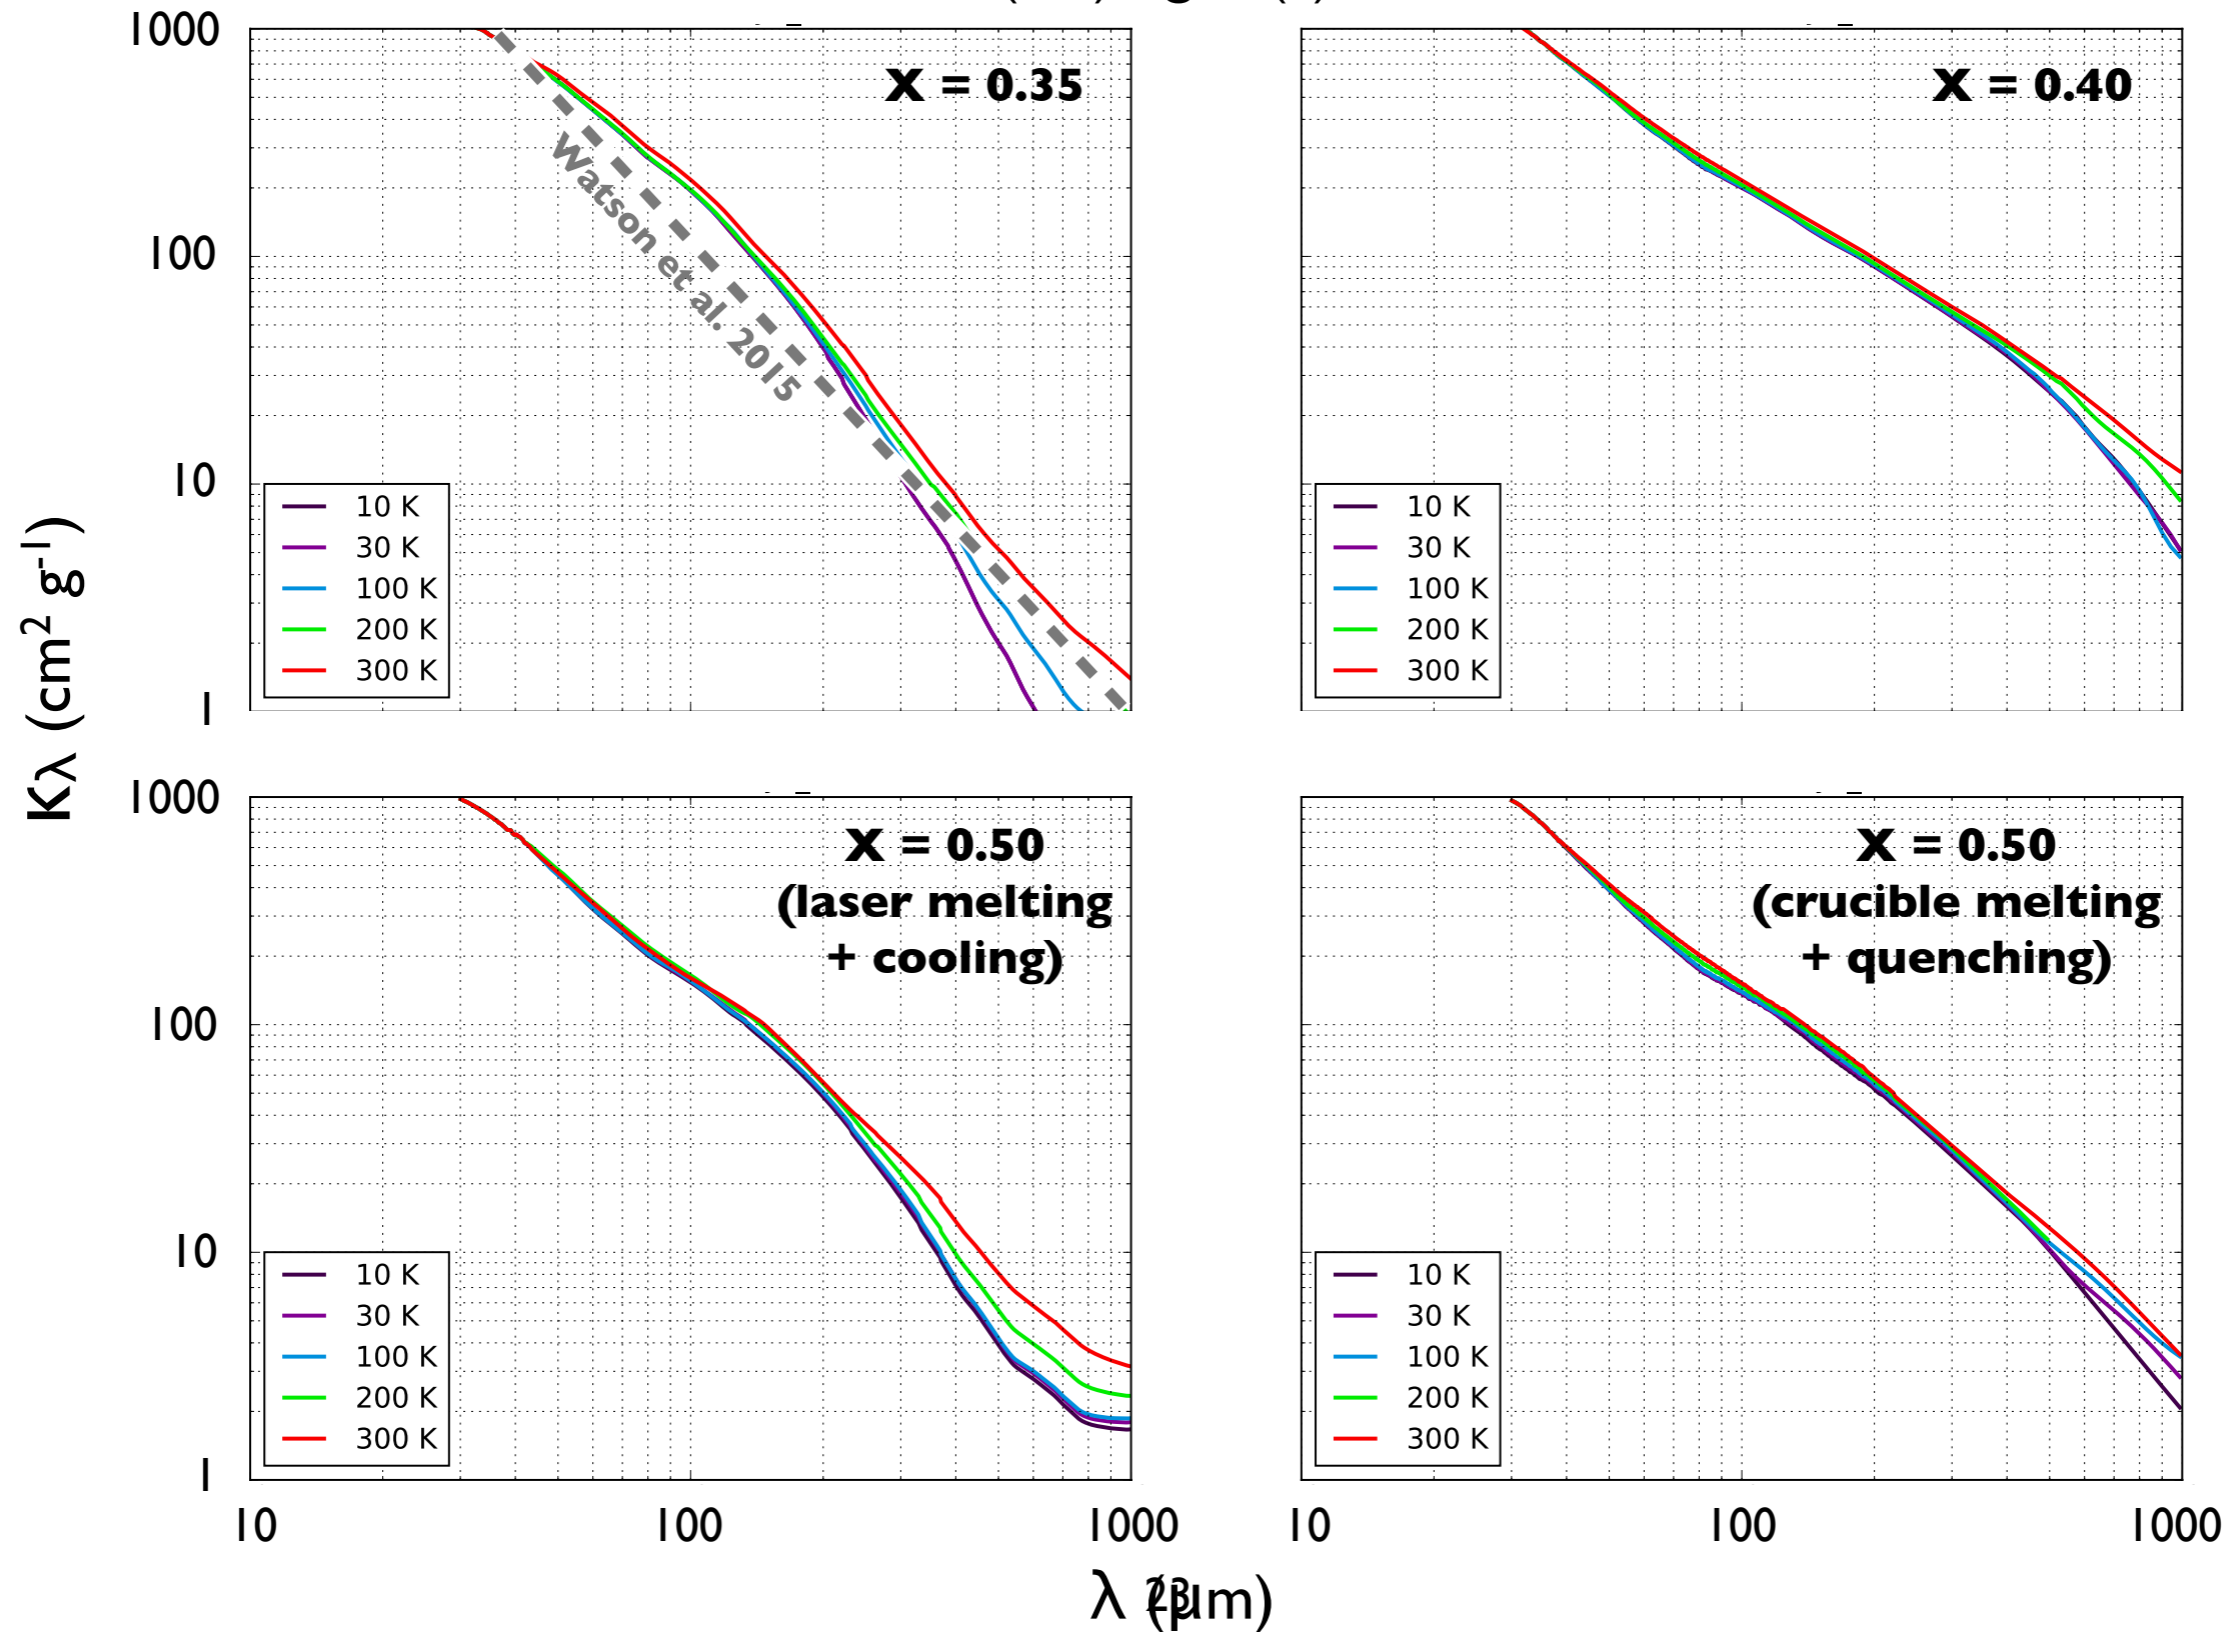 1000
100
10
1
X = 0.35
Watson et al. 2015
10 K
30 K
100 K
200 K
300 K
X = 0.40
10 K
30 K
100 K
200 K
300 K
Kλ (cm² g⁻¹)
1000
100
10
1
X = 0.50
(laser melting
+ cooling)
10 K
30 K
100 K
200 K
300 K
X = 0.50
(crucible melting
+ quenching)
10 K
30 K
100 K
200 K
300 K
10 100 1000
10 100 1000
λ (μm)
23